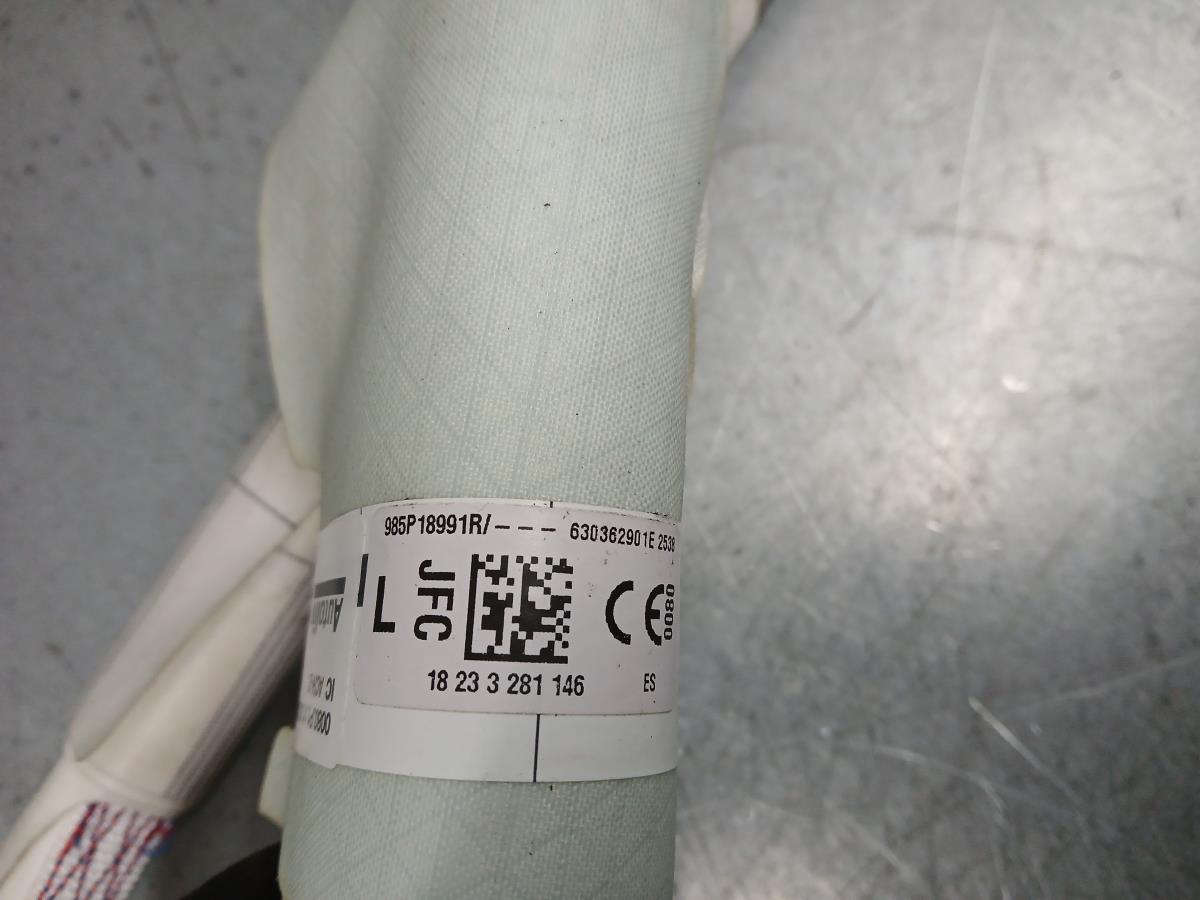 985P18991R/--- 630362901E 2538
L JFC CE 0080
18 23 3 281 146 ES